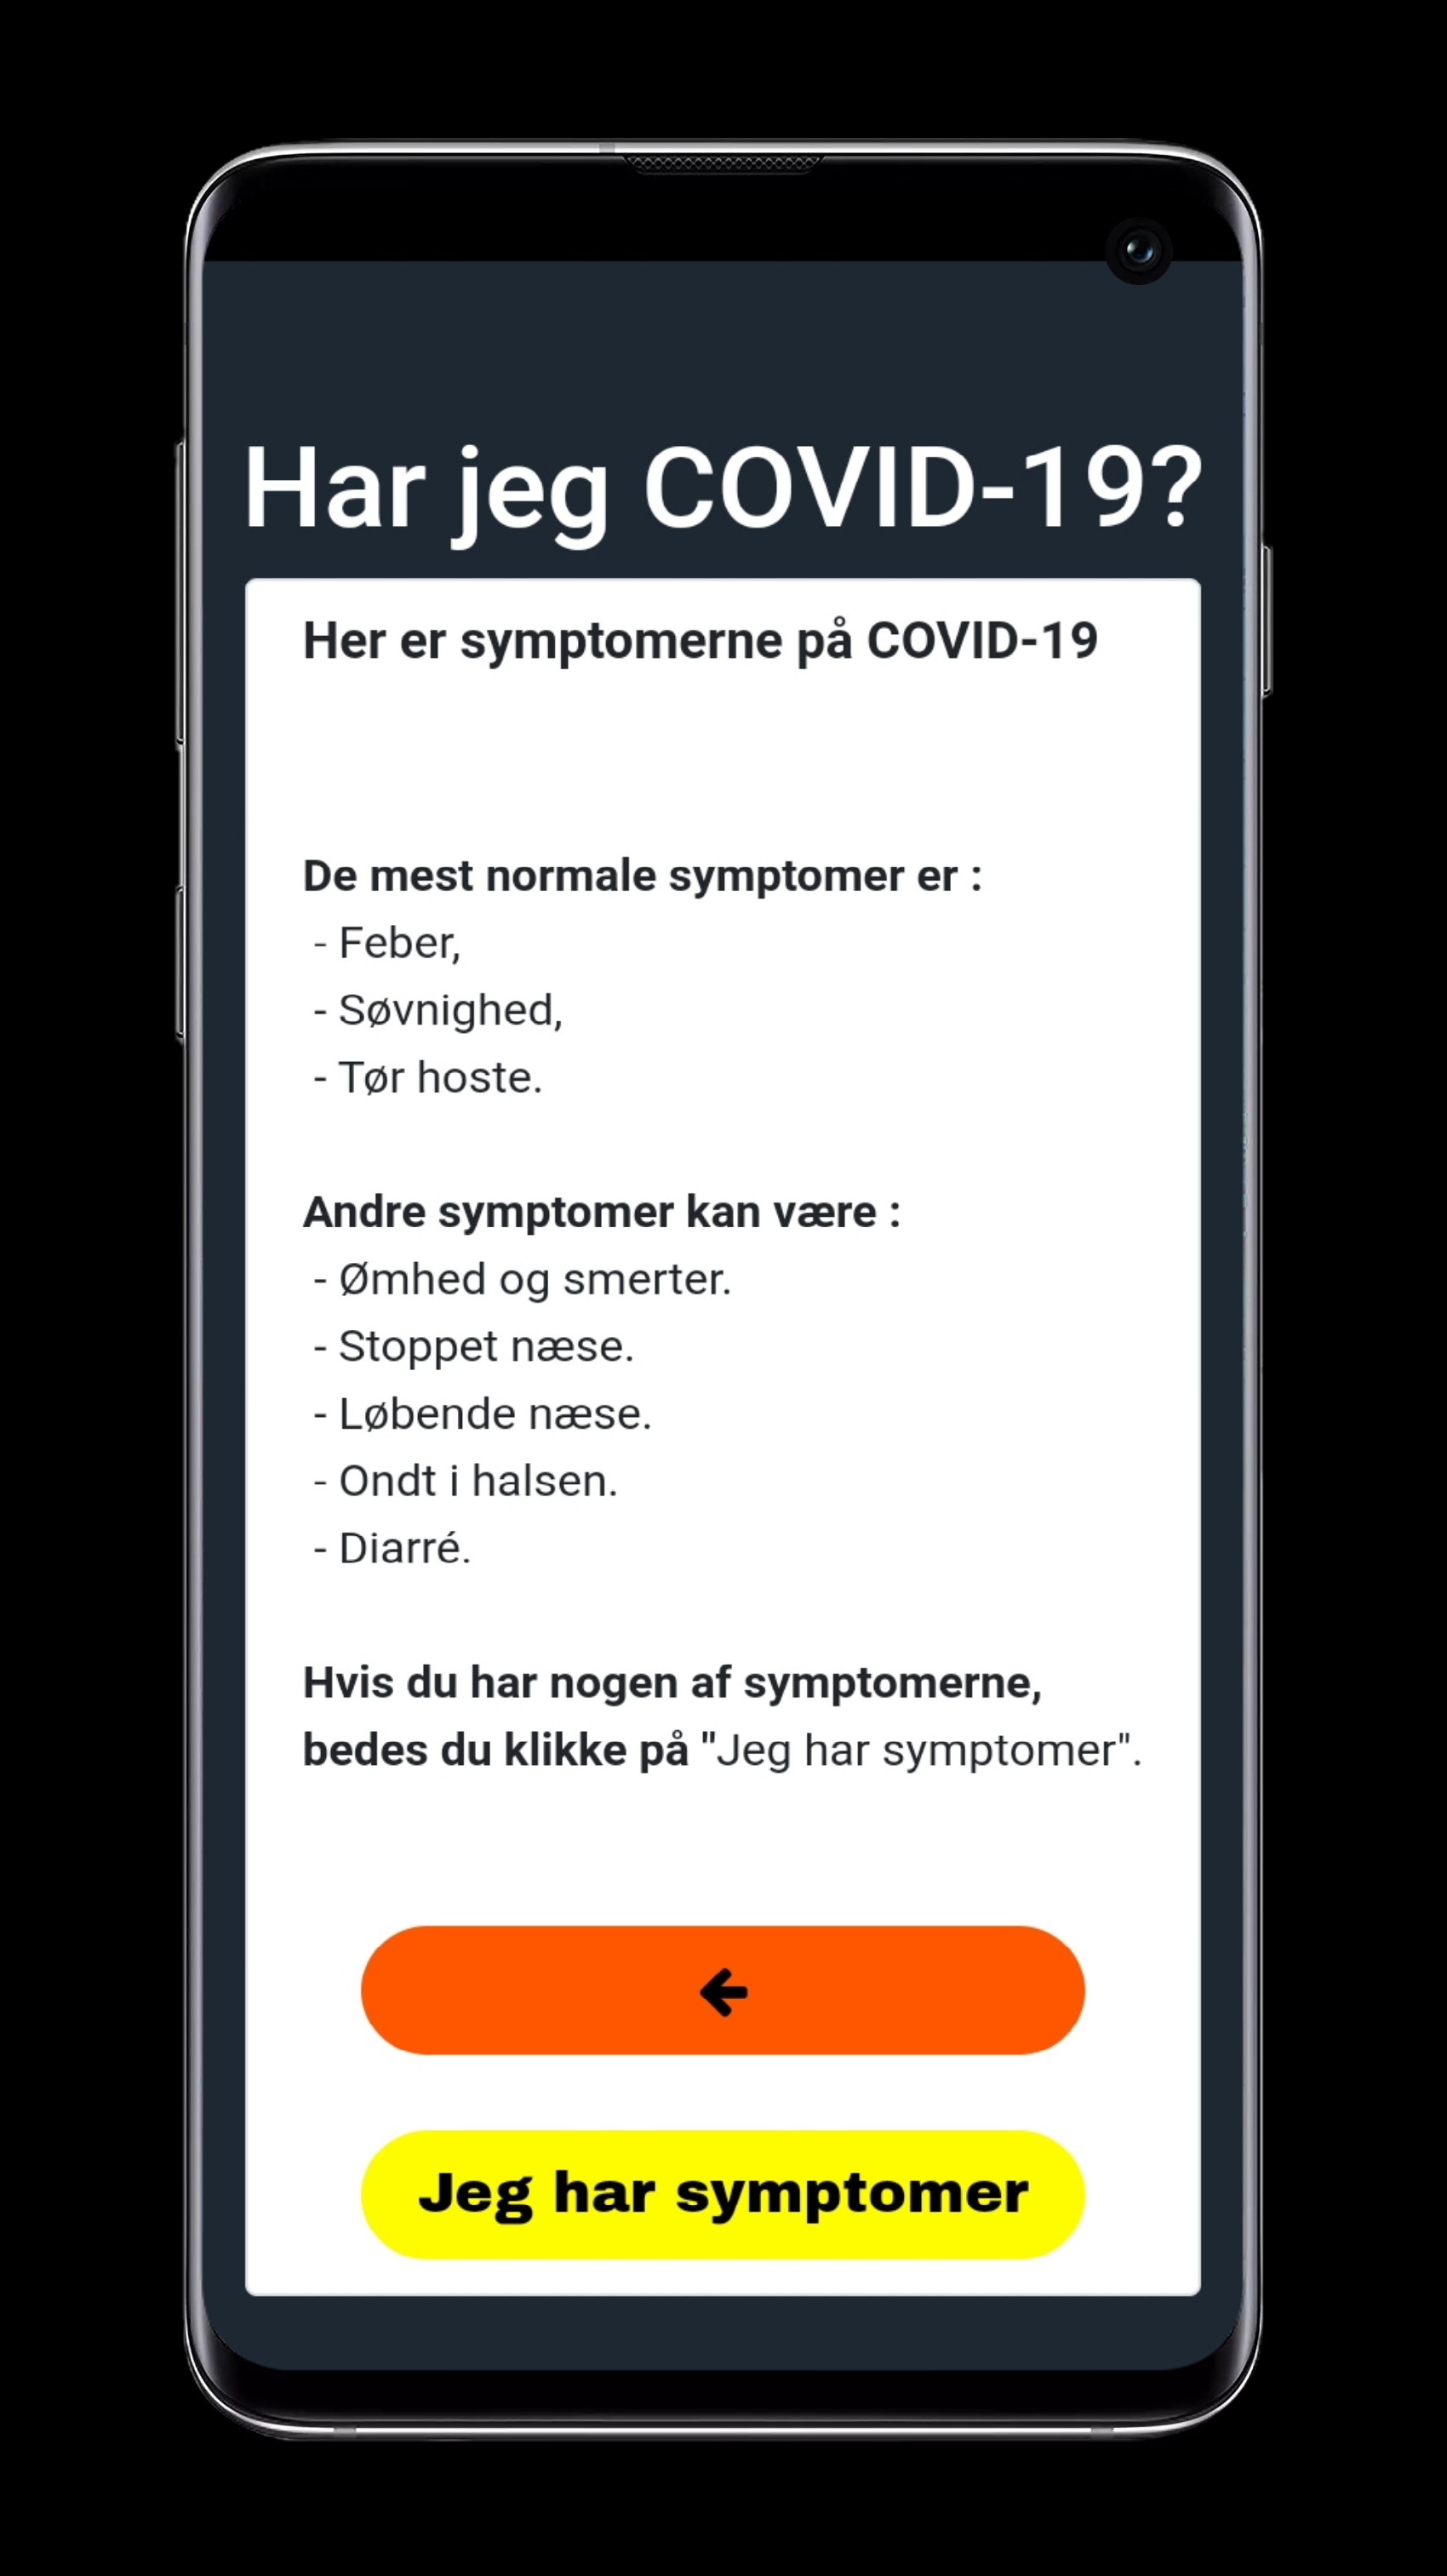 Har jeg COVID-19?
Her er symptomerne på COVID-19
De mest normale symptomer er :
- Feber,
- Søvnighed,
- Tør hoste.
Andre symptomer kan være :
- Ømhed og smerter.
- Stoppet næse.
- Løbende næse.
- Ondt i halsen.
- Diarré.
Hvis du har nogen af symptomerne,
bedes du klikke på "Jeg har symptomer".
Jeg har symptomer